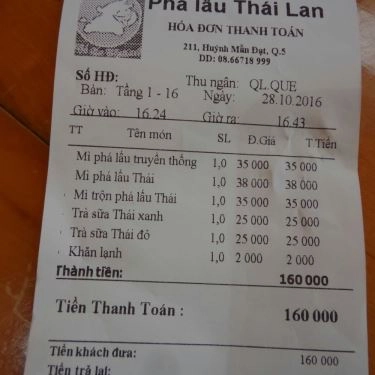 Phá lấu Thái Lan
HÓA ĐƠN THANH TOÁN
211, Huỳnh Mẫn Đạt, Q.5
DD: 08.66718 999
Số HĐ: Thu ngân: QL.QUE
Bàn: Tầng 1 - 16 Ngày: 28.10.2016
Giờ vào: 16.24 Giờ ra: 16.43
TT Tên món SL Đ.Giá T.Tiền
Mì phá lấu truyền thống 1,0 35 000 35 000
Mì phá lấu Thái 1,0 38 000 38 000
Mì trộn phá lấu Thái 1,0 35 000 35 000
Trà sữa Thái xanh 1,0 25 000 25 000
Trà sữa Thái đỏ 1,0 25 000 25 000
Khăn lạnh 1,0 2 000 2 000
Thành tiền: 160 000
Tiền Thanh Toán : 160 000
Tiền khách đưa: 160 000
Tiền trả lại: